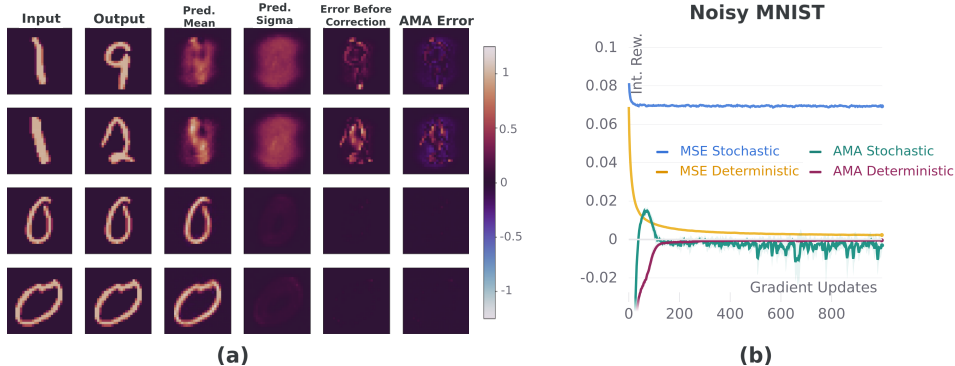 Input Output Pred. Mean Pred. Sigma Error Before Correction AMA Error
1
0.5
0
-0.5
-1
(a)
Noisy MNIST
Int. Rew.
0.1
0.08
0.06
0.04
0.02
0
-0.02
MSE Stochastic AMA Stochastic
MSE Deterministic AMA Deterministic
Gradient Updates
0 200 400 600 800
(b)